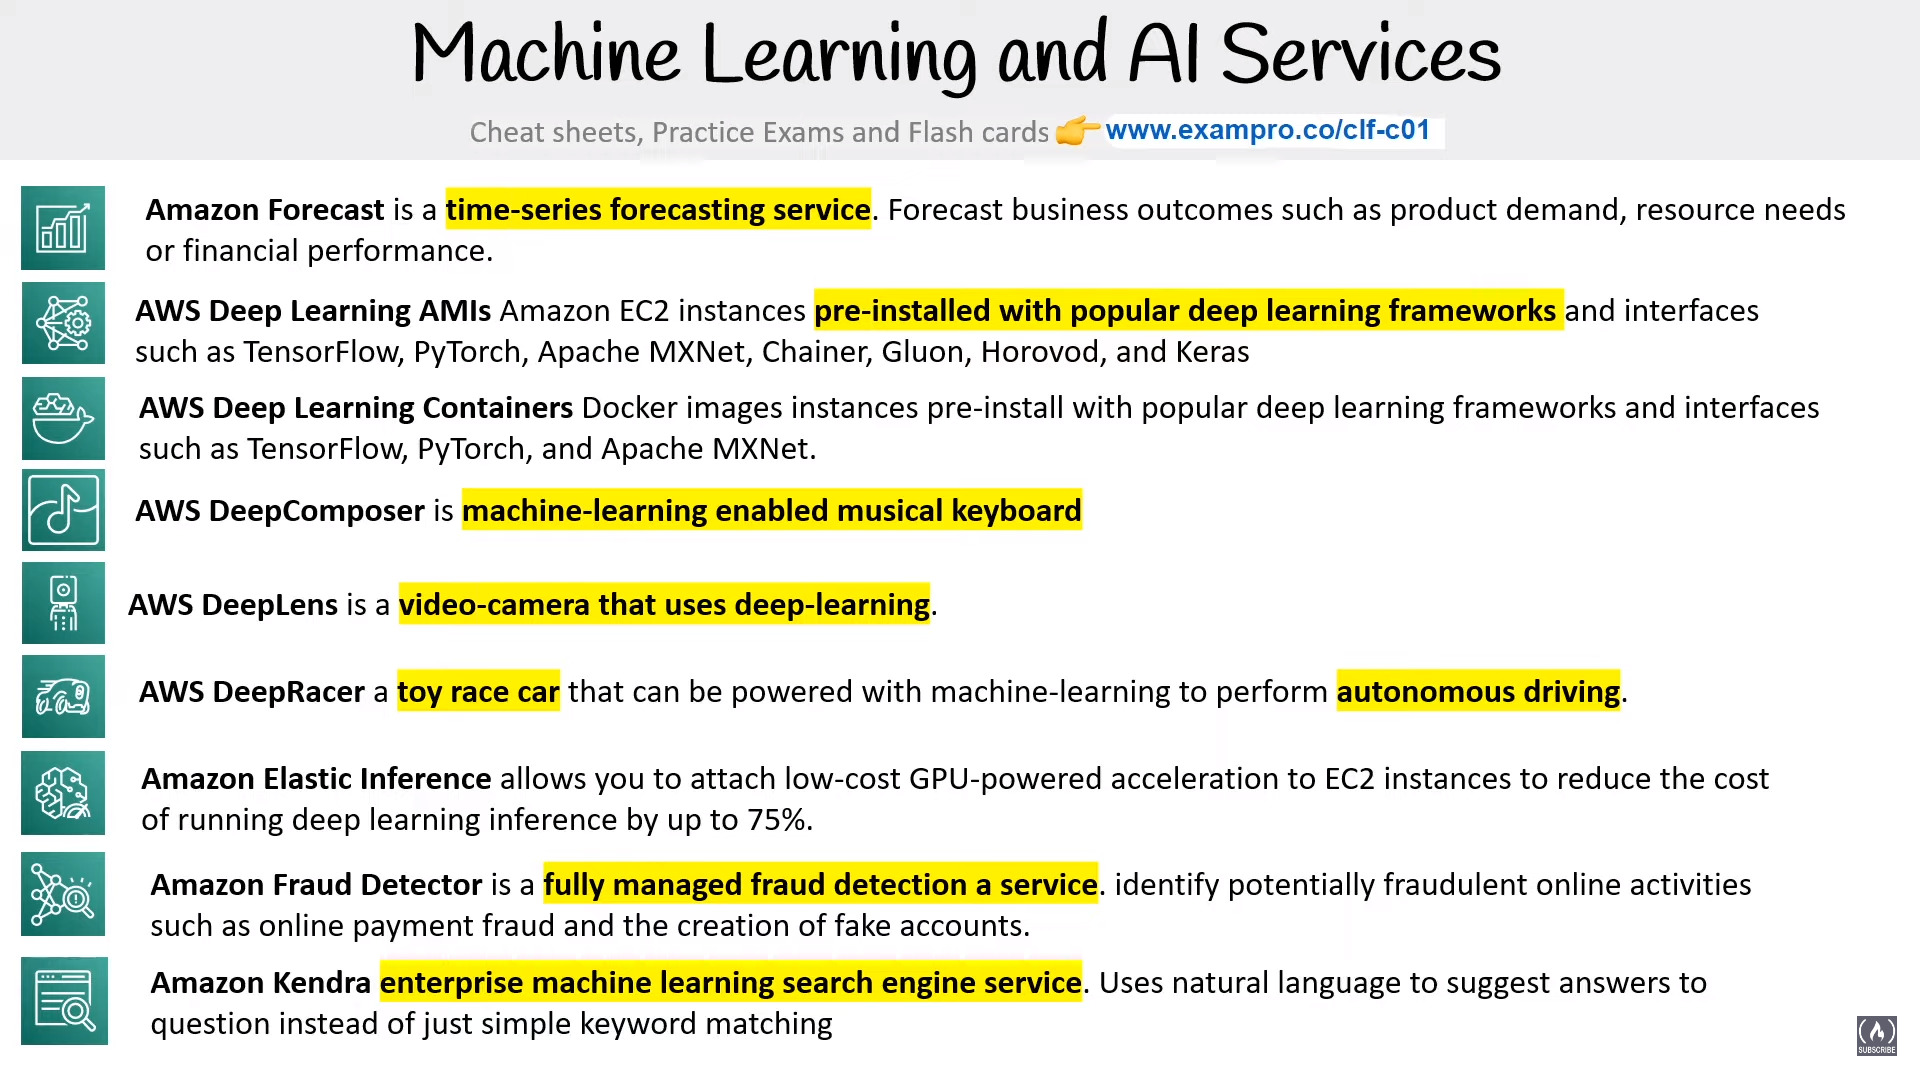 Machine Learning and AI Services
Cheat sheets, Practice Exams and Flash cards 👉 www.exampro.co/clf-c01
Amazon Forecast is a time-series forecasting service. Forecast business outcomes such as product demand, resource needs
or financial performance.
AWS Deep Learning AMIs Amazon EC2 instances pre-installed with popular deep learning frameworks and interfaces
such as TensorFlow, PyTorch, Apache MXNet, Chainer, Gluon, Horovod, and Keras
AWS Deep Learning Containers Docker images instances pre-install with popular deep learning frameworks and interfaces
such as TensorFlow, PyTorch, and Apache MXNet.
AWS DeepComposer is machine-learning enabled musical keyboard
AWS DeepLens is a video-camera that uses deep-learning.
AWS DeepRacer a toy race car that can be powered with machine-learning to perform autonomous driving.
Amazon Elastic Inference allows you to attach low-cost GPU-powered acceleration to EC2 instances to reduce the cost
of running deep learning inference by up to 75%.
Amazon Fraud Detector is a fully managed fraud detection a service. identify potentially fraudulent online activities
such as online payment fraud and the creation of fake accounts.
Amazon Kendra enterprise machine learning search engine service. Uses natural language to suggest answers to
question instead of just simple keyword matching
SUBSCRIBE